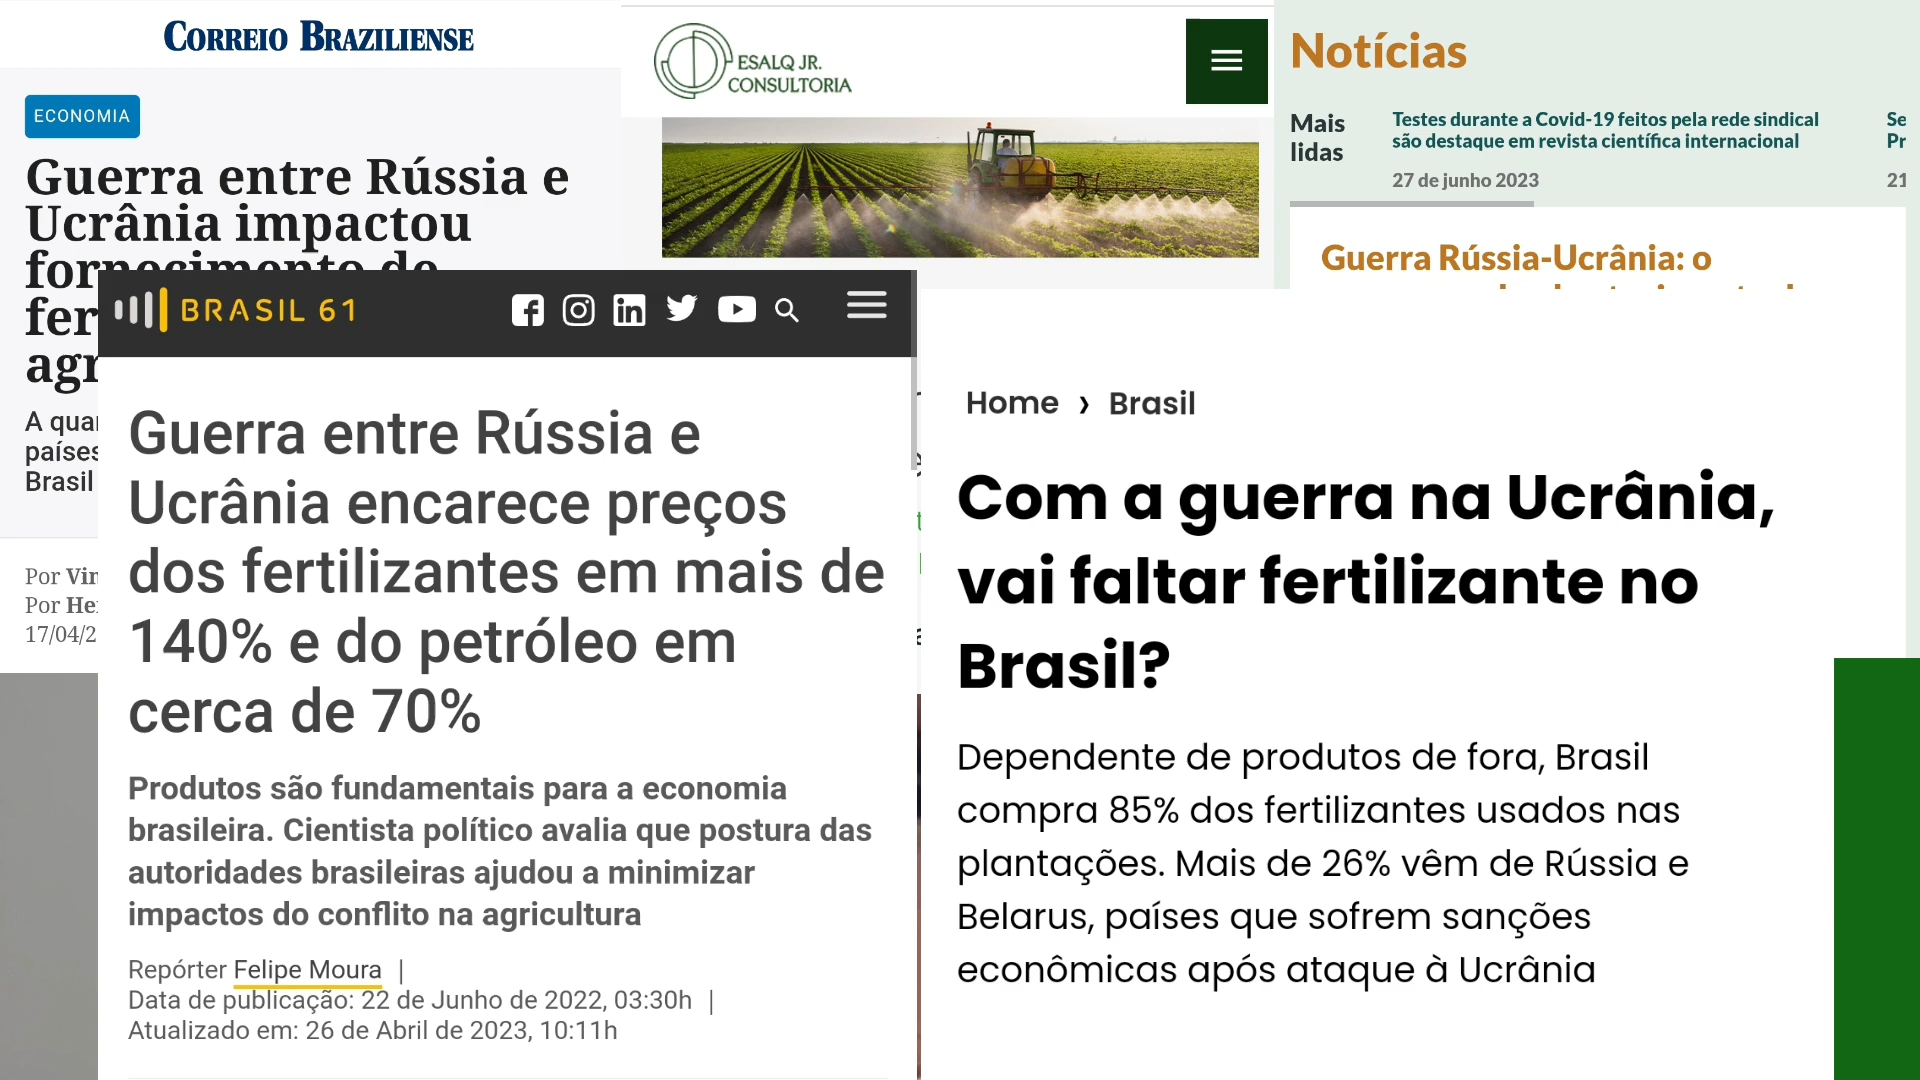 CORREIO BRAZILIENSE
ECONOMIA
Guerra entre Rússia e
Ucrânia impactou
fornecimento de
fer
agr
A qua
países
Brasil
Por Vin
Por He
17/04/2
ESALQ JR.
CONSULTORIA
Notícias
Mais
lidas
Testes durante a Covid-19 feitos pela rede sindical
são destaque em revista científica internacional
27 de junho 2023
Se
Pr
21
Guerra Rússia-Ucrânia: o
BRASIL 61
Guerra entre Rússia e
Ucrânia encarece preços
dos fertilizantes em mais de
140% e do petróleo em
cerca de 70%
Produtos são fundamentais para a economia
brasileira. Cientista político avalia que postura das
autoridades brasileiras ajudou a minimizar
impactos do conflito na agricultura
Repórter Felipe Moura |
Data de publicação: 22 de Junho de 2022, 03:30h |
Atualizado em: 26 de Abril de 2023, 10:11h
Home › Brasil
Com a guerra na Ucrânia,
vai faltar fertilizante no
Brasil?
Dependente de produtos de fora, Brasil
compra 85% dos fertilizantes usados nas
plantações. Mais de 26% vêm de Rússia e
Belarus, países que sofrem sanções
econômicas após ataque à Ucrânia